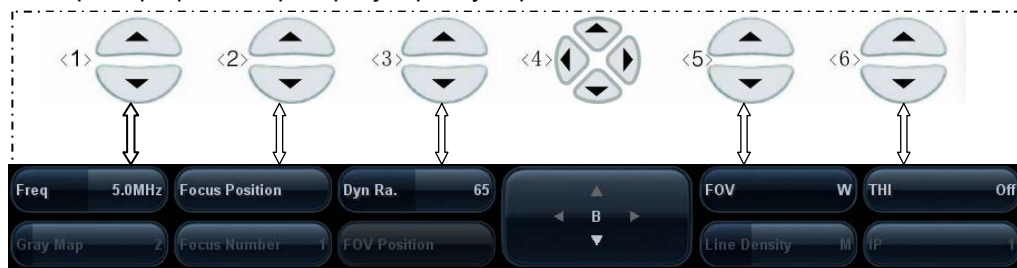 <1> <2> <3> <4> <5> <6>
Freq 5.0MHz Focus Position Dyn Ra. 65 B FOV W THI Off
Gray Map 2 Focus Number 1 FOV Position Line Density M IP 1